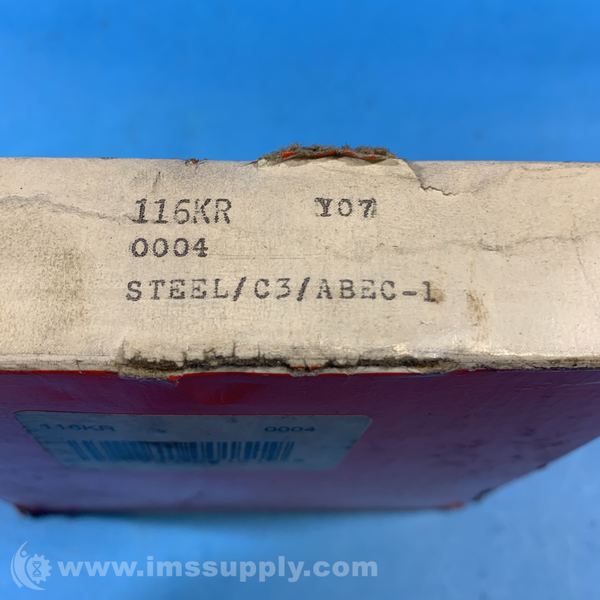 116KR Y07
0004
STEEL/C3/ABEC-1
116KR 0004
www.imssupply.com